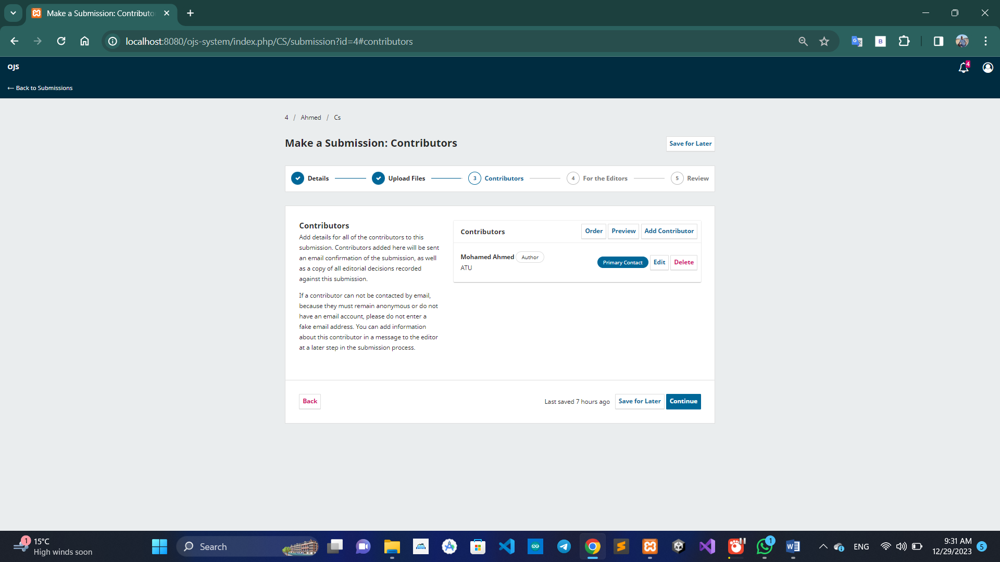 Make a Submission: Contributo
localhost:8080/ojs-system/index.php/CS/submission?id=4#contributors
B
OJS
4
← Back to Submissions
4 / Ahmed / Cs
Make a Submission: Contributors
Save for Later
Details
Upload Files
3 Contributors
4 For the Editors
5 Review
Contributors
Add details for all of the contributors to this
submission. Contributors added here will be sent
an email confirmation of the submission, as well
as a copy of all editorial decisions recorded
against this submission.
If a contributor can not be contacted by email,
because they must remain anonymous or do not
have an email account, please do not enter a
fake email address. You can add information
about this contributor in a message to the editor
at a later step in the submission process.
Contributors
Order Preview Add Contributor
Mohamed Ahmed Author
ATU
Primary Contact Edit Delete
Back
Last saved 7 hours ago Save for Later Continue
1
15°C
High winds soon
Search
1
ENG
9:31 AM
12/29/2023
5